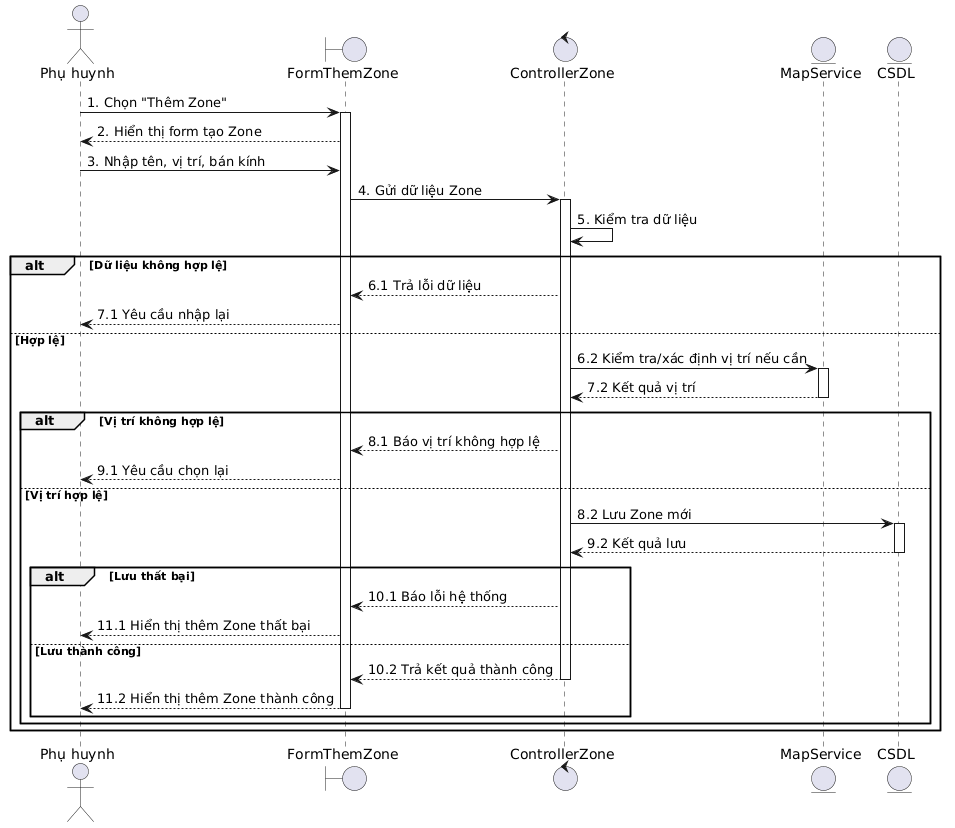 Phụ huynh
FormThemZone
ControllerZone
MapService
CSDL
1. Chọn "Thêm Zone"
2. Hiển thị form tạo Zone
3. Nhập tên, vị trí, bán kính
4. Gửi dữ liệu Zone
5. Kiểm tra dữ liệu
alt [Dữ liệu không hợp lệ]
6.1 Trả lỗi dữ liệu
7.1 Yêu cầu nhập lại
[Hợp lệ]
6.2 Kiểm tra/xác định vị trí nếu cần
7.2 Kết quả vị trí
alt [Vị trí không hợp lệ]
8.1 Báo vị trí không hợp lệ
9.1 Yêu cầu chọn lại
[Vị trí hợp lệ]
8.2 Lưu Zone mới
9.2 Kết quả lưu
alt [Lưu thất bại]
10.1 Báo lỗi hệ thống
11.1 Hiển thị thêm Zone thất bại
[Lưu thành công]
10.2 Trả kết quả thành công
11.2 Hiển thị thêm Zone thành công
Phụ huynh
FormThemZone
ControllerZone
MapService
CSDL